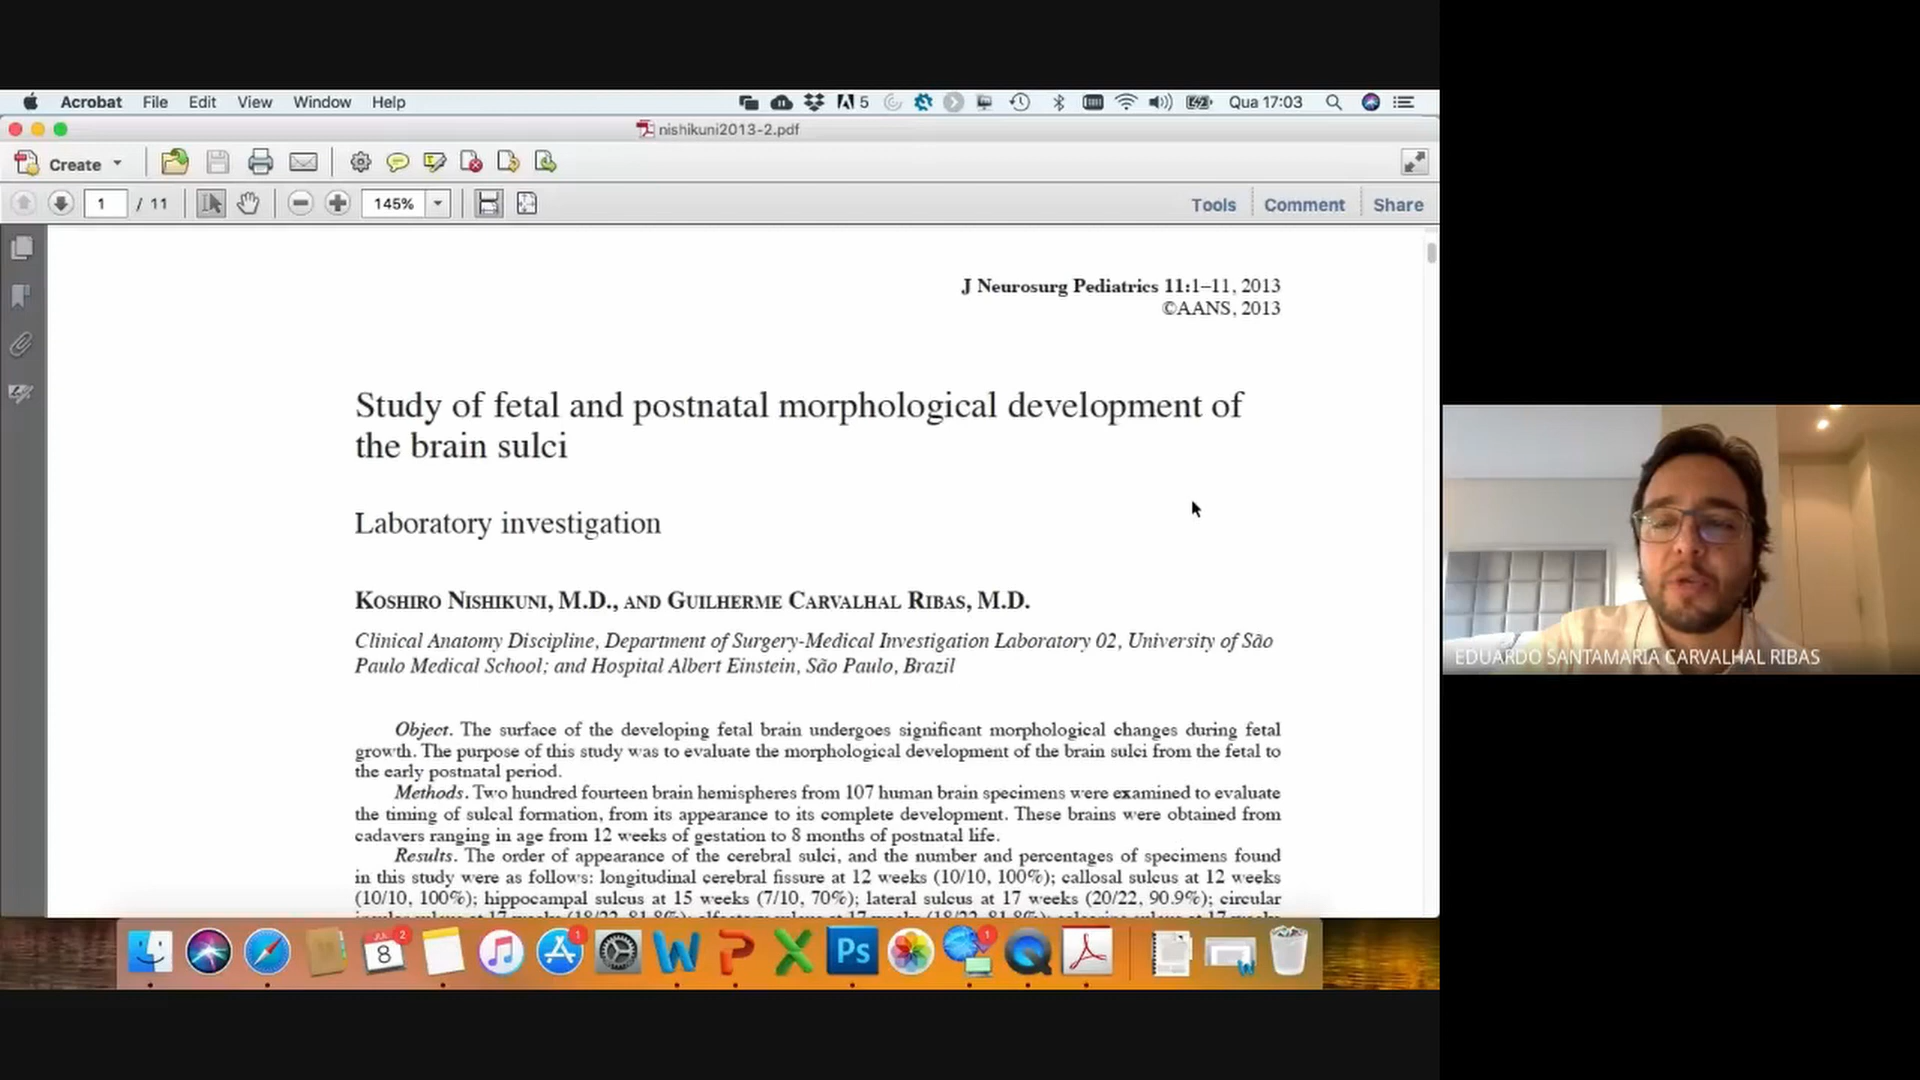 Acrobat File Edit View Window Help 5 Qua 17:03
nishikuni2013-2.pdf
Create
1 / 11 145% Tools Comment Share
J Neurosurg Pediatrics 11:1–11, 2013
©AANS, 2013
Study of fetal and postnatal morphological development of
the brain sulci
Laboratory investigation
KOSHIRO NISHIKUNI, M.D., AND GUILHERME CARVALHAL RIBAS, M.D.
Clinical Anatomy Discipline, Department of Surgery-Medical Investigation Laboratory 02, University of São
Paulo Medical School; and Hospital Albert Einstein, São Paulo, Brazil
Object. The surface of the developing fetal brain undergoes significant morphological changes during fetal
growth. The purpose of this study was to evaluate the morphological development of the brain sulci from the fetal to
the early postnatal period.
Methods. Two hundred fourteen brain hemispheres from 107 human brain specimens were examined to evaluate
the timing of sulcal formation, from its appearance to its complete development. These brains were obtained from
cadavers ranging in age from 12 weeks of gestation to 8 months of postnatal life.
Results. The order of appearance of the cerebral sulci, and the number and percentages of specimens found
in this study were as follows: longitudinal cerebral fissure at 12 weeks (10/10, 100%); callosal sulcus at 12 weeks
(10/10, 100%); hippocampal sulcus at 15 weeks (7/10, 70%); lateral sulcus at 17 weeks (20/22, 90.9%); circular
EDUARDO SANTAMARIA CARVALHAL RIBAS
JUL 8 2 1 W P X Ps 1 W